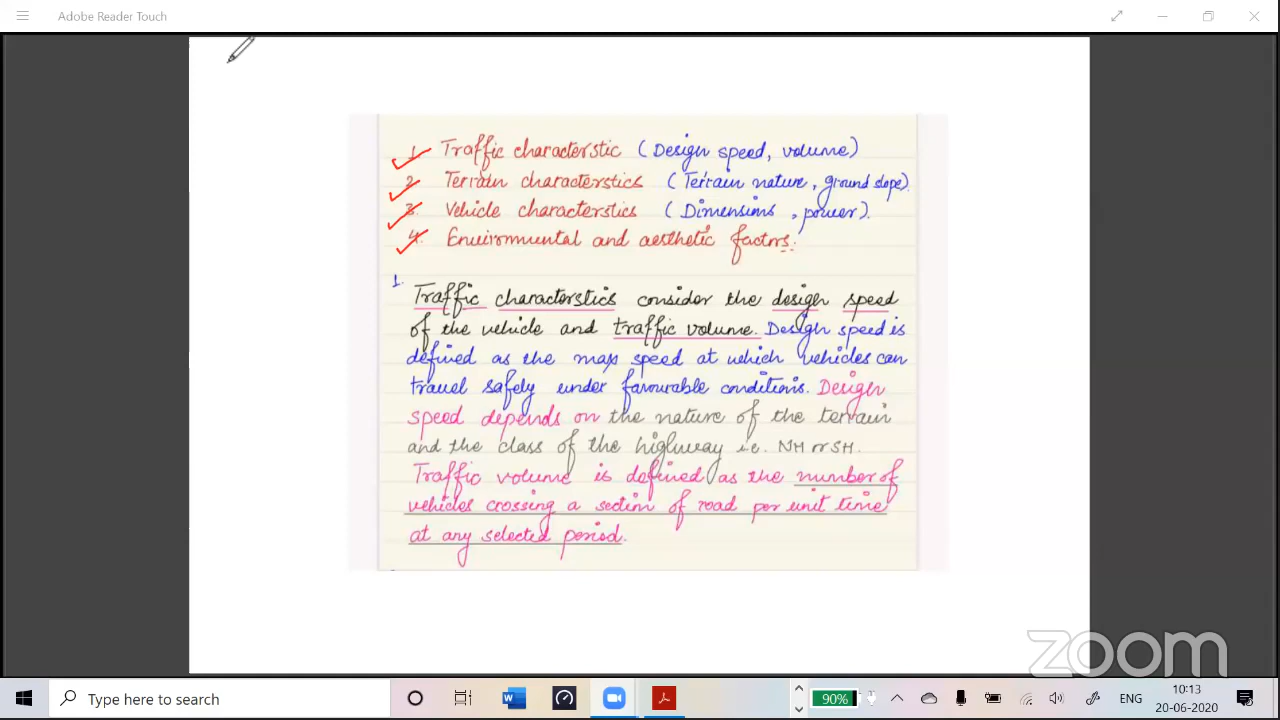 Adobe Reader Touch
1. Traffic characterstic (Design speed, volume)
2. Terrain characterstics (Terrain nature, ground slope).
3. Vehicle characterstics (Dimensions, power).
4. Environmental and aesthetic factors.
1.
Traffic characterstics consider the design speed
of the vehicle and traffic volume. Design speed is
defined as the max speed at which vehicles can
travel safely under favourable conditions. Design
speed depends on the nature of the terrain
and the class of the highway i.e. NH or SH.
Traffic volume is defined as the number of
vehicles crossing a section of road per unit time
at any selected period.
zoom
Type here to search
90%
ENG
10:13
20-06-2020